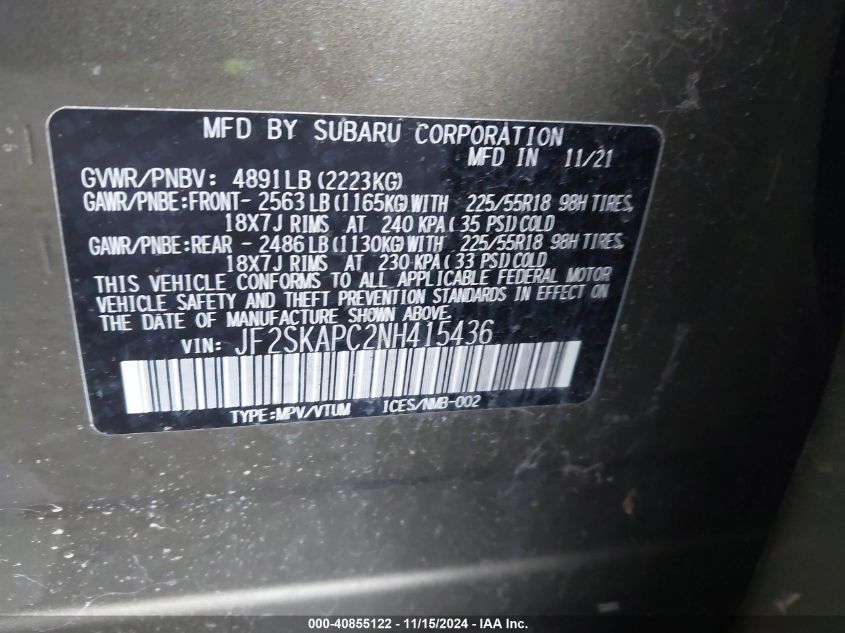 MFD BY SUBARU CORPORATION
MFD IN 11/21
GVWR/PNBV: 4891LB (2223KG)
GAWR/PNBE:FRONT- 2563 LB (1165KG) WITH 225/55R18 98H TIRES,
18X7J RIMS AT 240 KPA ( 35 PSI) COLD
GAWR/PNBE:REAR - 2486 LB (1130KG) WITH 225/55R18 98H TIRES,
18X7J RIMS AT 230 KPA ( 33 PSI) COLD
THIS VEHICLE CONFORMS TO ALL APPLICABLE FEDERAL MOTOR
VEHICLE SAFETY AND THEFT PREVENTION STANDARDS IN EFFECT ON
THE DATE OF MANUFACTURE SHOWN ABOVE.
VIN: JF2SKAPC2NH415436
TYPE:MPV/VTUM ICES/NMB-002
000-40855122 - 11/15/2024 - IAA Inc.